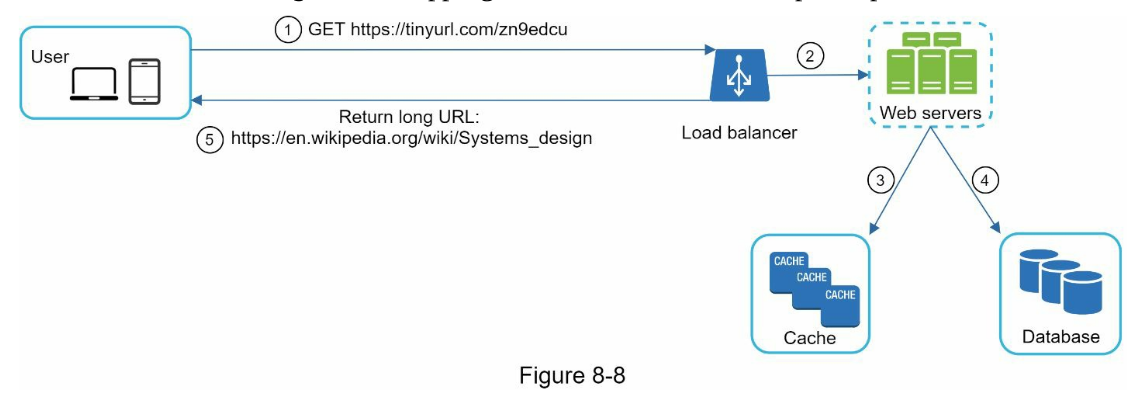 ① GET https://tinyurl.com/zn9edcu
User
②
Return long URL:
⑤ https://en.wikipedia.org/wiki/Systems_design
Load balancer
Web servers
③
④
CACHE
CACHE
CACHE
Cache
Database
Figure 8-8